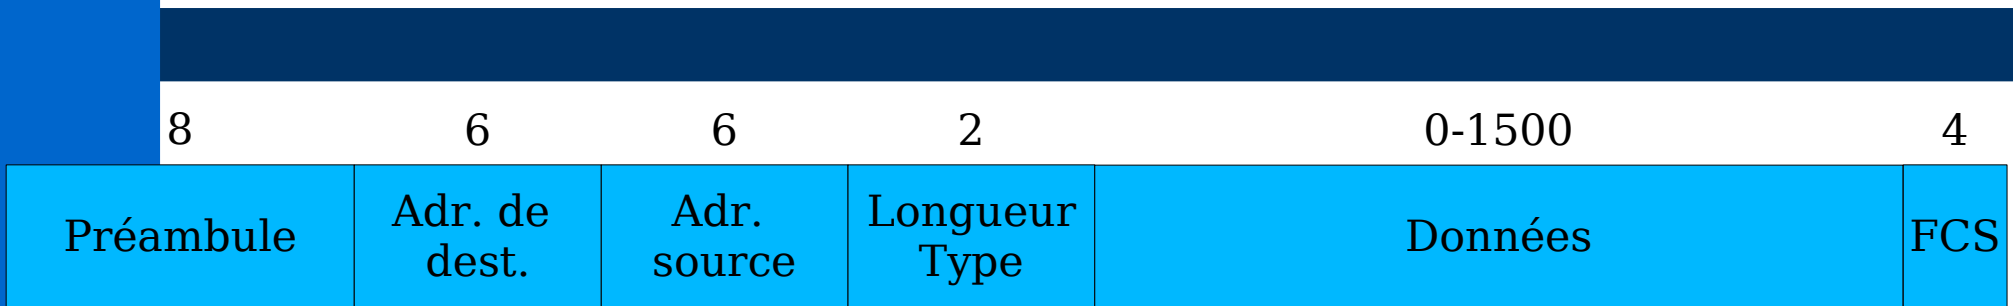 8 6 6 2 0-1500 4
Préambule
Adr. de
dest.
Adr.
source
Longueur
Type
Données
FCS